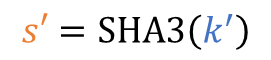 s′ = SHA3(k′)